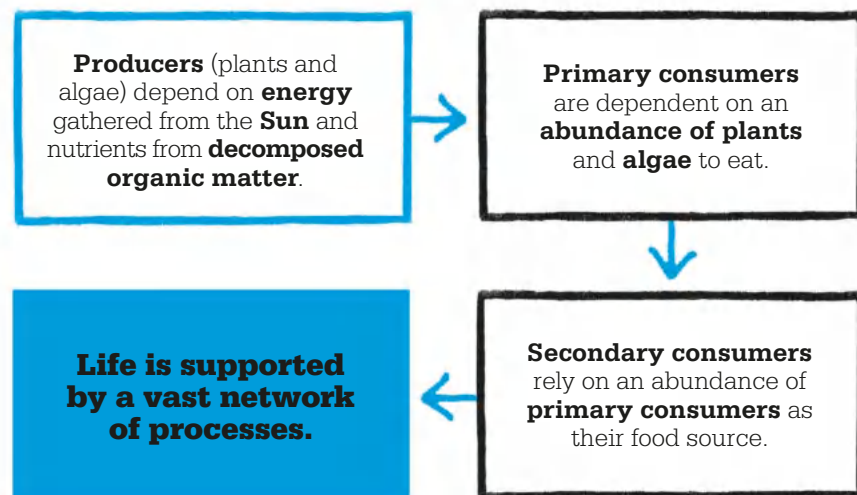 Producers (plants and
algae) depend on energy
gathered from the Sun and
nutrients from decomposed
organic matter.
Primary consumers
are dependent on an
abundance of plants
and algae to eat.
Secondary consumers
rely on an abundance of
primary consumers as
their food source.
Life is supported
by a vast network
of processes.